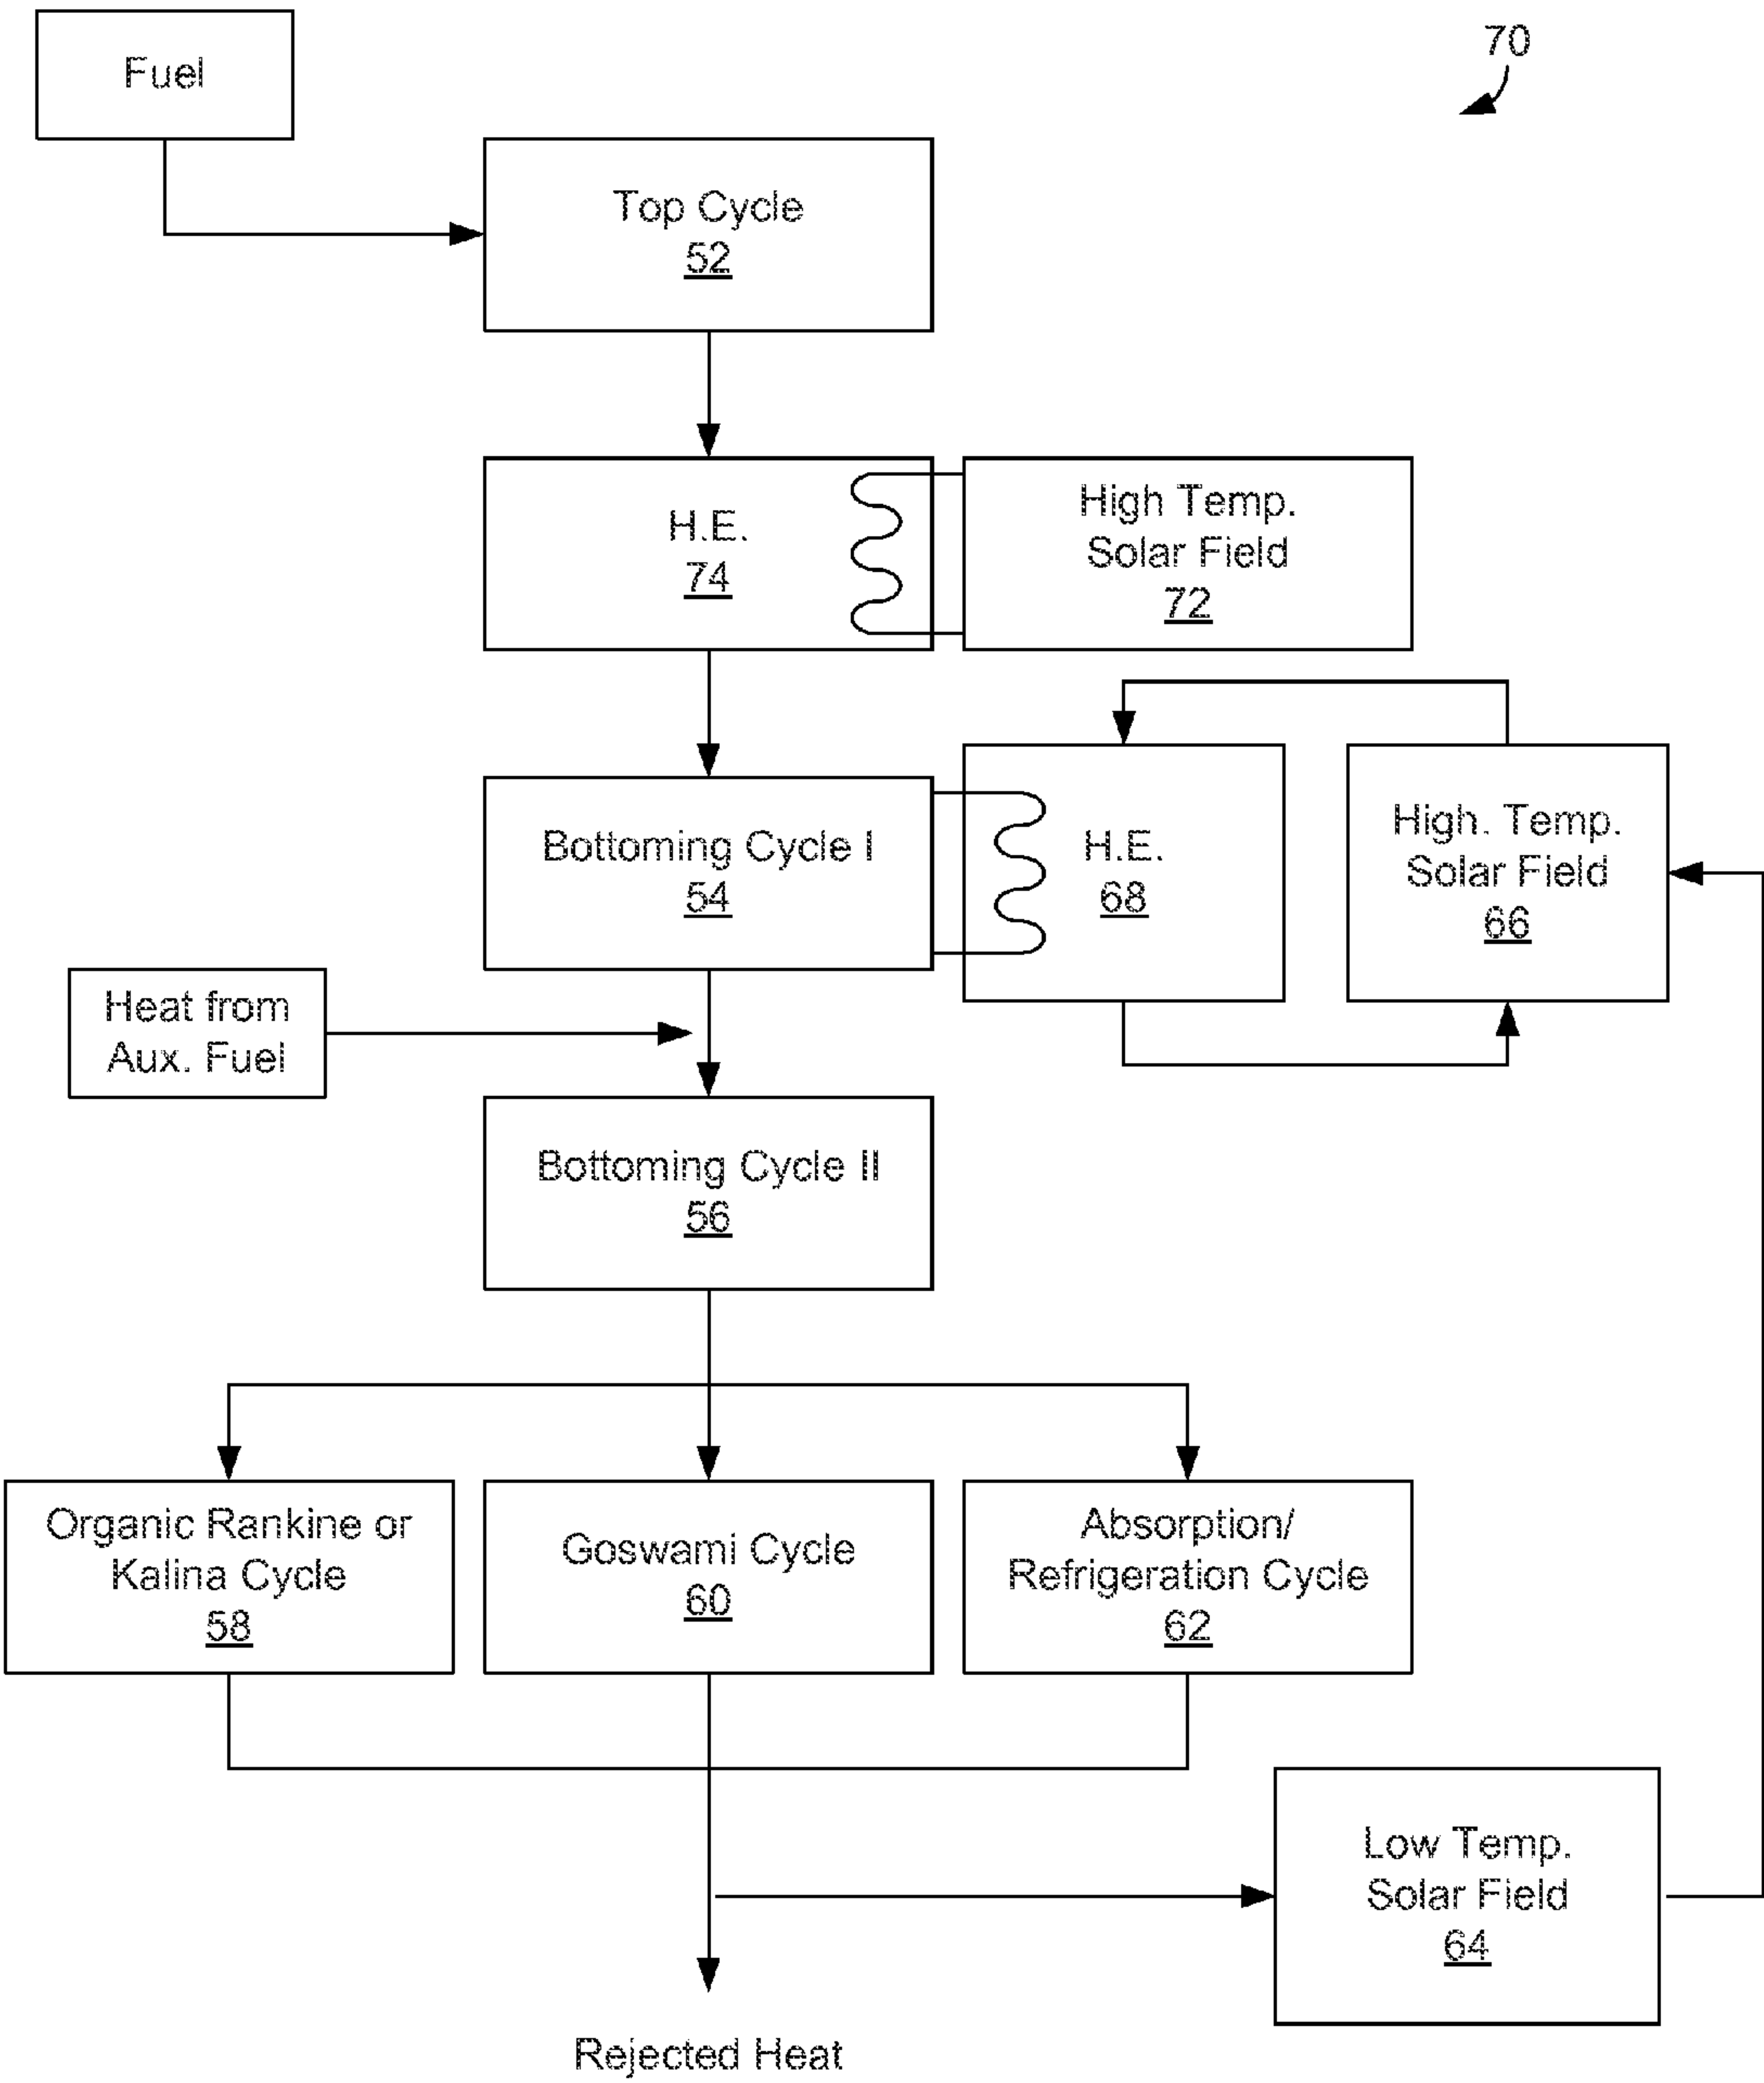 Fuel
70
Top Cycle
52
H.E.
74
High Temp.
Solar Field
72
Bottoming Cycle I
54
H.E.
68
High. Temp.
Solar Field
66
Heat from
Aux. Fuel
Bottoming Cycle II
56
Organic Rankine or
Kalina Cycle
58
Goswami Cycle
60
Absorption/
Refrigeration Cycle
62
Low Temp.
Solar Field
64
Rejected Heat